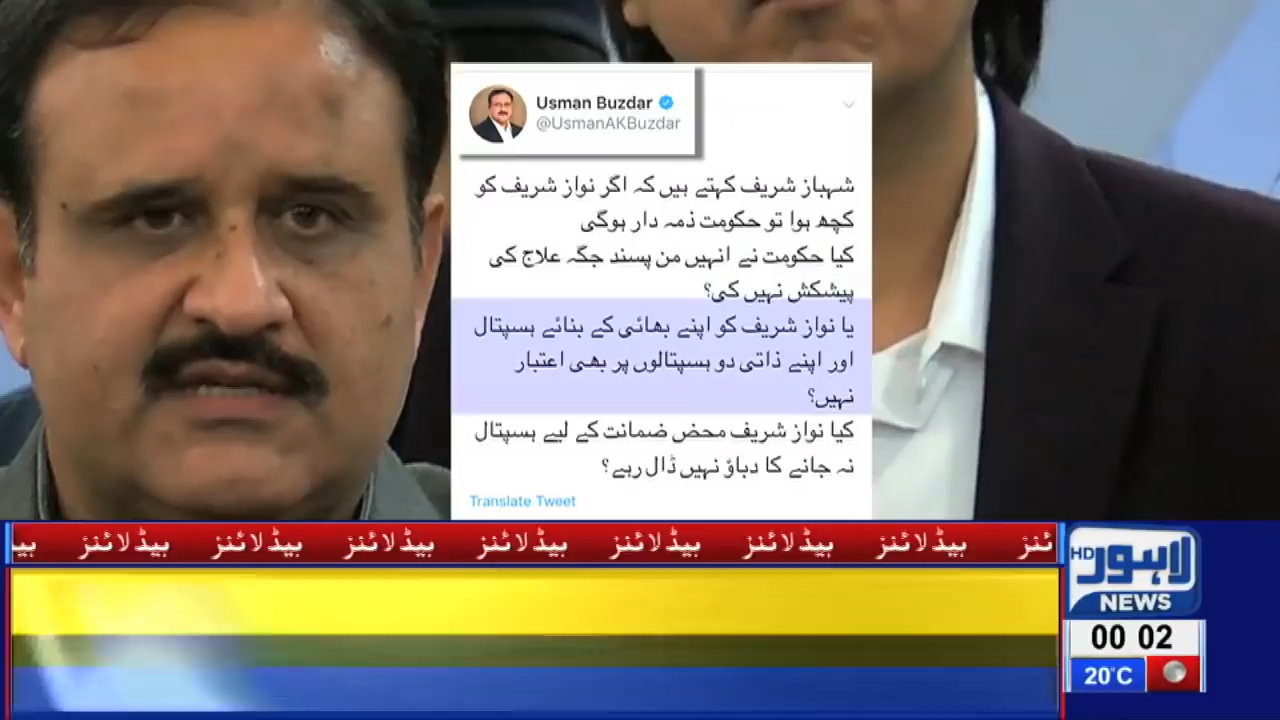 Usman Buzdar
@UsmanAKBuzdar
شہباز شریف کہتے ہیں کہ اگر نواز شریف کو
کچھ ہوا تو حکومت ذمہ دار ہوگی
کیا حکومت نے انہیں من پسند جگہ علاج کی
پیشکش نہیں کی؟
یا نواز شریف کو اپنے بھائی کے بنائے ہسپتال
اور اپنے ذاتی دو ہسپتالوں پر بھی اعتبار
نہیں؟
کیا نواز شریف محض ضمانت کے لیے ہسپتال
نہ جانے کا دباؤ نہیں ڈال رہے؟
Translate Tweet
ئنز ہیڈلائنز ہیڈلائنز ہیڈلائنز ہیڈلائنز ہیڈلائنز ہیڈلائنز ہیڈلائنز ہیڈ
HD لاہور
NEWS
00 02
20°C